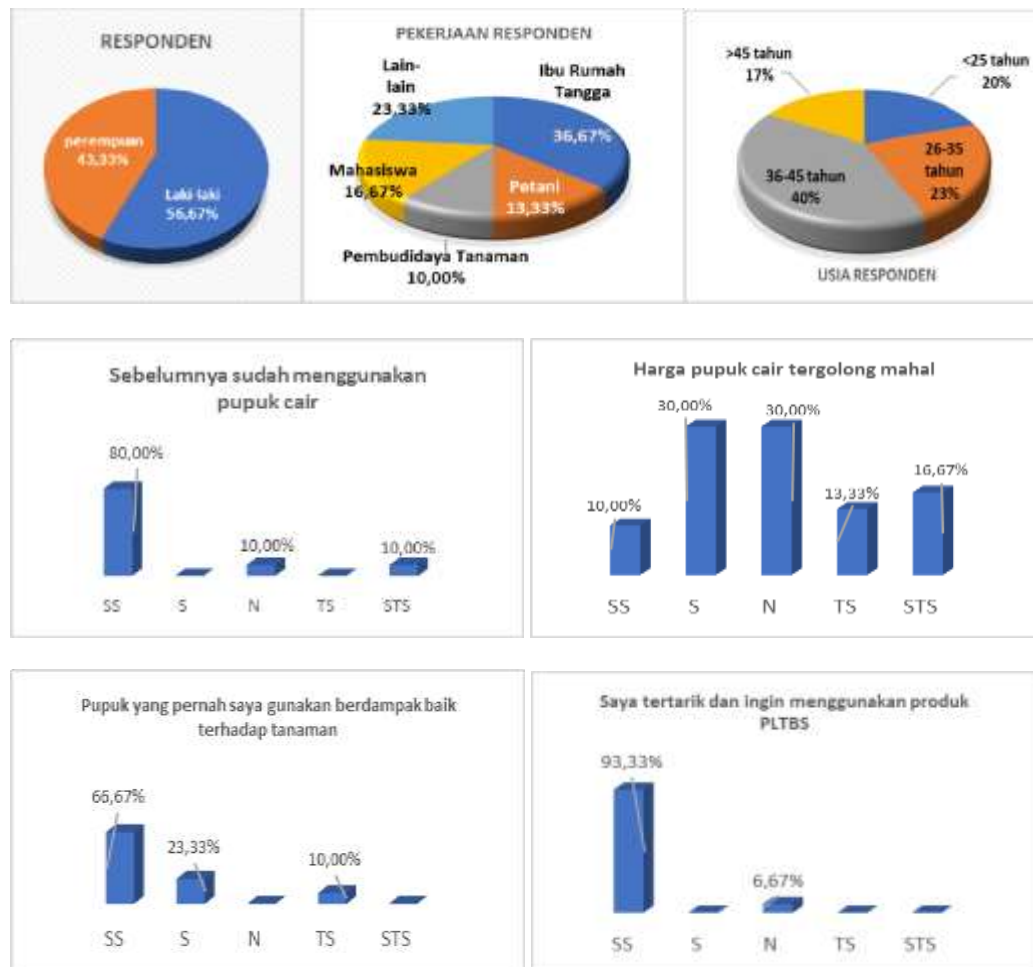 RESPONDEN
perempuan
43,33%
Laki-laki
56,67%
PEKERJAAN RESPONDEN
Lain-
lain
23,33%
Ibu Rumah
Tangga
36,67%
Mahasiswa
16,67%
Petani
13,33%
Pembudidaya Tanaman
10,00%
>45 tahun
17%
<25 tahun
20%
26-35
tahun
23%
36-45 tahun
40%
USIA RESPONDEN
Sebelumnya sudah menggunakan
pupuk cair
80,00%
10,00%
10,00%
SS S N TS STS
Harga pupuk cair tergolong mahal
30,00% 30,00%
16,67%
13,33%
10,00%
SS S N TS STS
Pupuk yang pernah saya gunakan berdampak baik
terhadap tanaman
66,67%
23,33%
10,00%
SS S N TS STS
Saya tertarik dan ingin menggunakan produk
PLTBS
93,33%
6,67%
SS S N TS STS